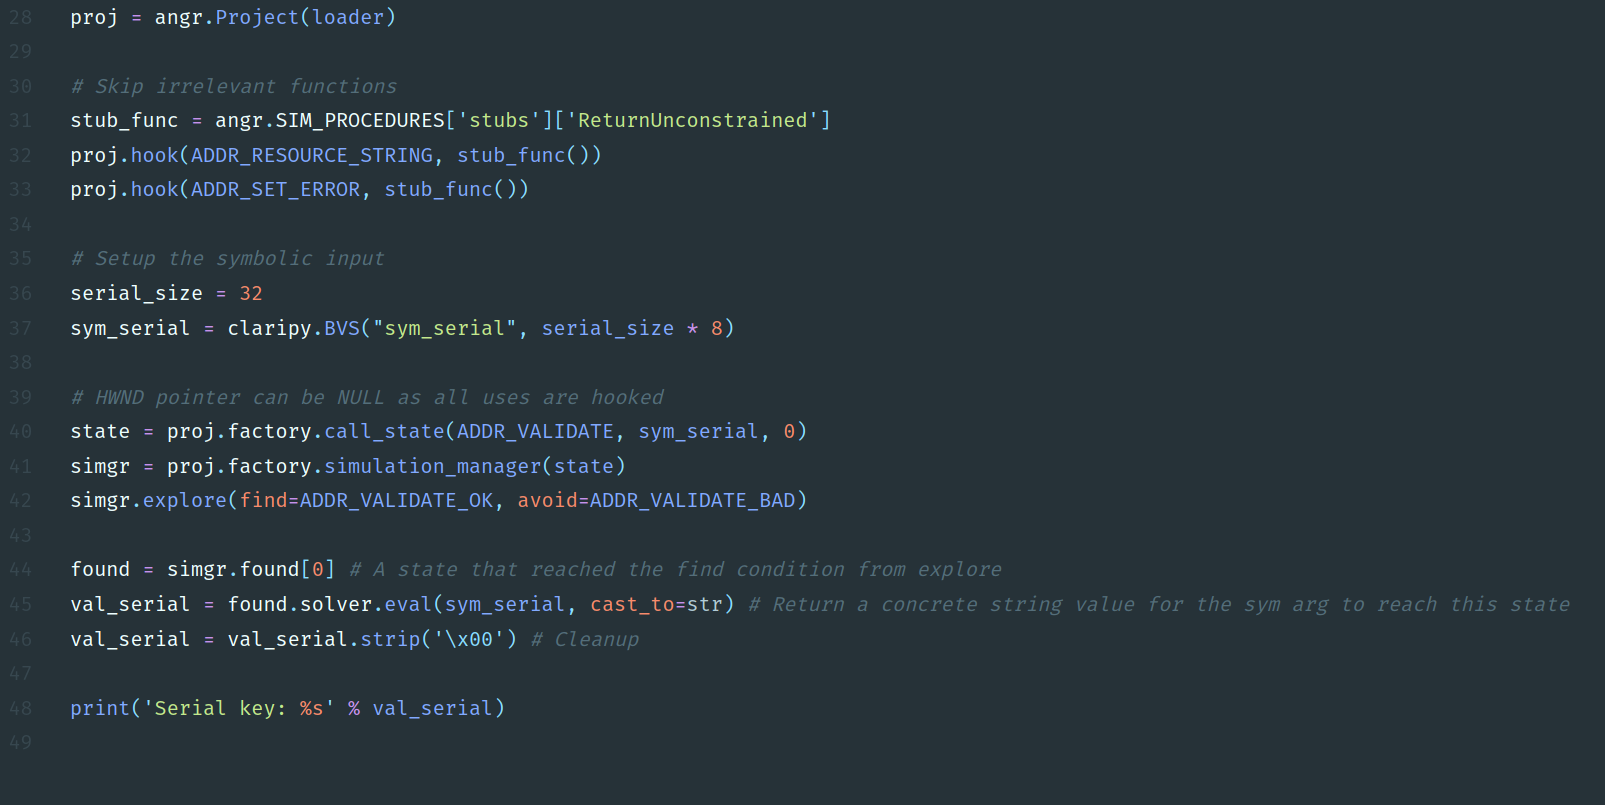 28 proj = angr.Project(loader)
29
30 # Skip irrelevant functions
31 stub_func = angr.SIM_PROCEDURES['stubs']['ReturnUnconstrained']
32 proj.hook(ADDR_RESOURCE_STRING, stub_func())
33 proj.hook(ADDR_SET_ERROR, stub_func())
34
35 # Setup the symbolic input
36 serial_size = 32
37 sym_serial = claripy.BVS("sym_serial", serial_size * 8)
38
39 # HWND pointer can be NULL as all uses are hooked
40 state = proj.factory.call_state(ADDR_VALIDATE, sym_serial, 0)
41 simgr = proj.factory.simulation_manager(state)
42 simgr.explore(find=ADDR_VALIDATE_OK, avoid=ADDR_VALIDATE_BAD)
43
44 found = simgr.found[0] # A state that reached the find condition from explore
45 val_serial = found.solver.eval(sym_serial, cast_to=str) # Return a concrete string value for the sym arg to reach this state
46 val_serial = val_serial.strip('\x00') # Cleanup
47
48 print('Serial key: %s' % val_serial)
49